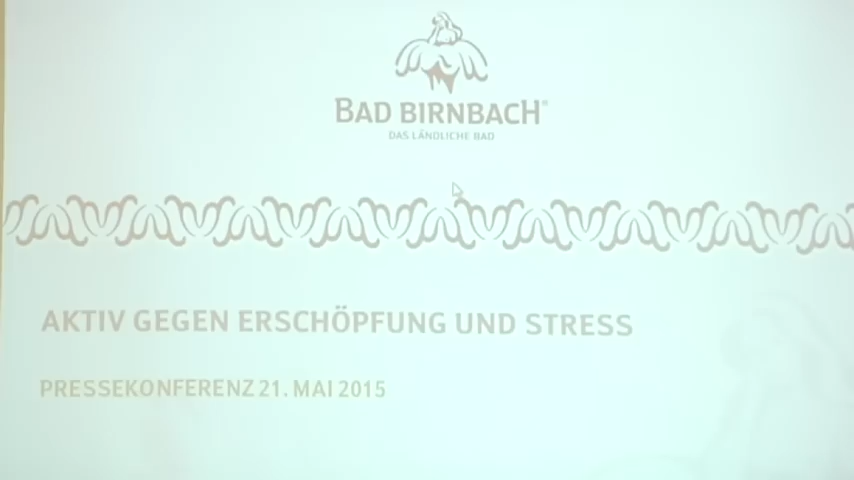 BAD BIRNBACH®
DAS LÄNDLICHE BAD
AKTIV GEGEN ERSCHÖPFUNG UND STRESS
PRESSEKONFERENZ 21. MAI 2015